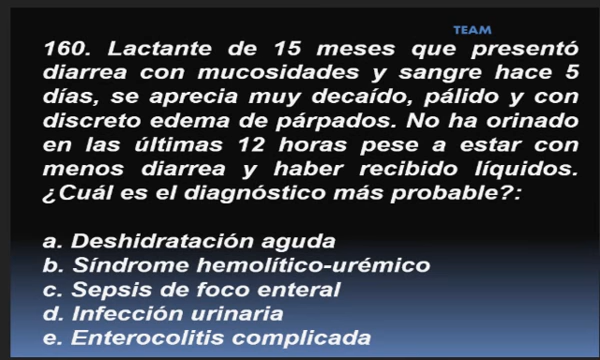 TEAM
160. Lactante de 15 meses que presentó
diarrea con mucosidades y sangre hace 5
días, se aprecia muy decaído, pálido y con
discreto edema de párpados. No ha orinado
en las últimas 12 horas pese a estar con
menos diarrea y haber recibido líquidos.
¿Cuál es el diagnóstico más probable?:
a. Deshidratación aguda
b. Síndrome hemolítico-urémico
c. Sepsis de foco enteral
d. Infección urinaria
e. Enterocolitis complicada